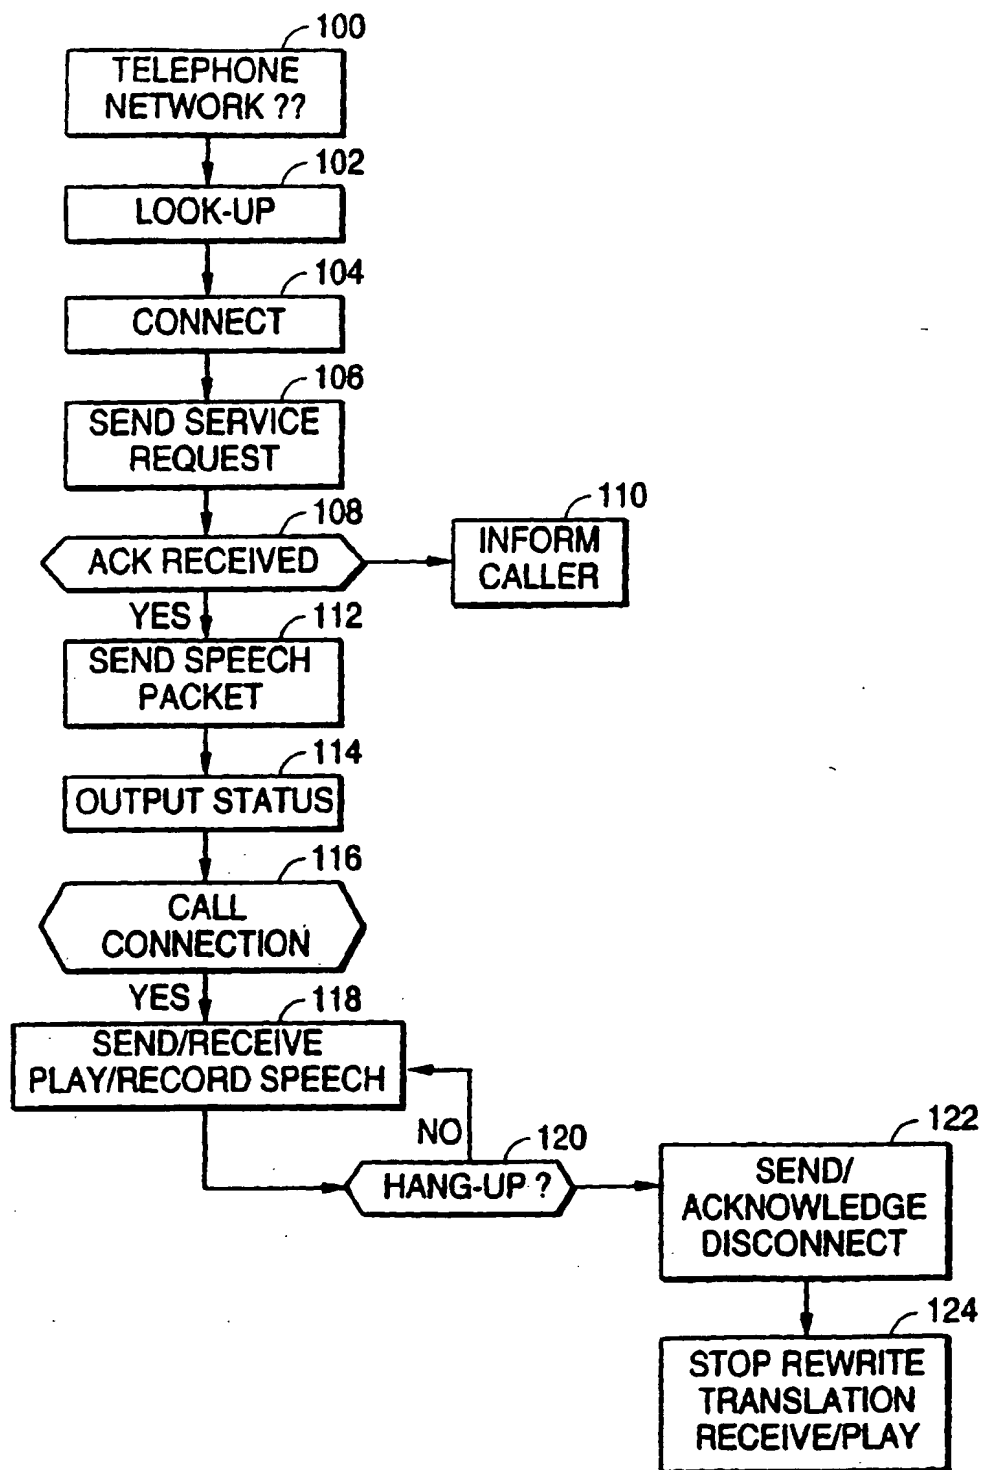 100
TELEPHONE
NETWORK ??
102
LOOK-UP
104
CONNECT
106
SEND SERVICE
REQUEST
108
ACK RECEIVED
110
INFORM
CALLER
YES
112
SEND SPEECH
PACKET
114
OUTPUT STATUS
116
CALL
CONNECTION
YES
118
SEND/RECEIVE
PLAY/RECORD SPEECH
NO
120
HANG-UP ?
122
SEND/
ACKNOWLEDGE
DISCONNECT
124
STOP REWRITE
TRANSLATION
RECEIVE/PLAY